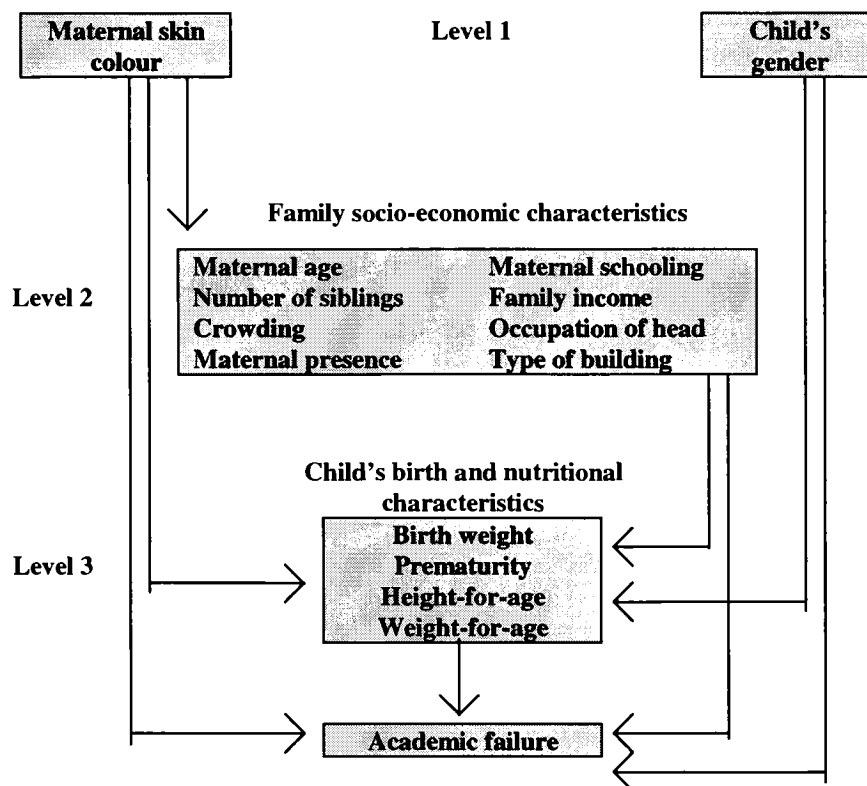 Maternal skin
colour
Level 1
Child's
gender
Family socio-economic characteristics
Level 2
Maternal age
Number of siblings
Crowding
Maternal presence
Maternal schooling
Family income
Occupation of head
Type of building
Child's birth and nutritional
characteristics
Level 3
Birth weight
Prematurity
Height-for-age
Weight-for-age
Academic failure